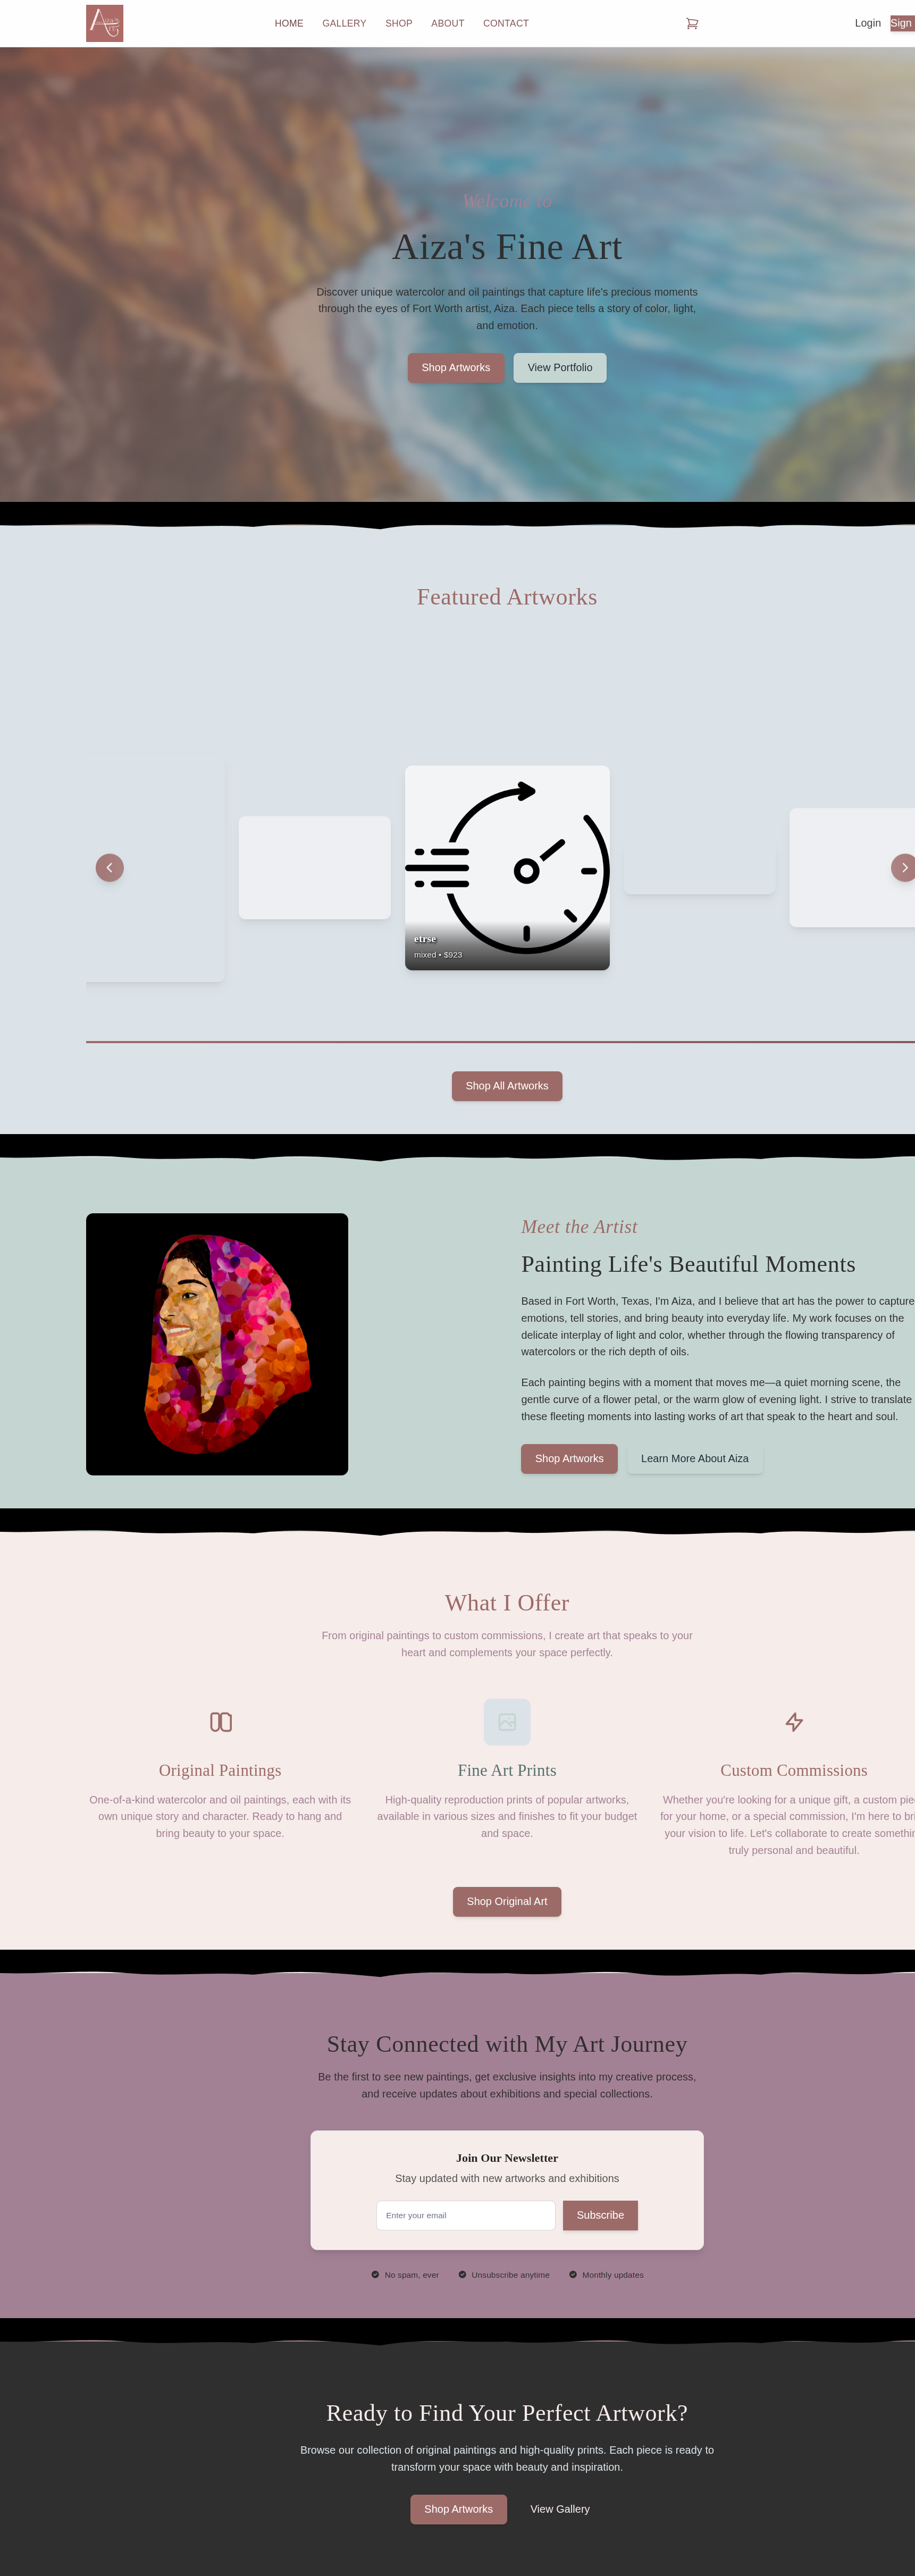 HOME GALLERY SHOP ABOUT CONTACT
Login Sign
Welcome to
Aiza's Fine Art
Discover unique watercolor and oil paintings that capture life's precious moments
through the eyes of Fort Worth artist, Aiza. Each piece tells a story of color, light,
and emotion.
Shop Artworks View Portfolio
Featured Artworks
etrse
mixed • $923
Shop All Artworks
Meet the Artist
Painting Life's Beautiful Moments
Based in Fort Worth, Texas, I'm Aiza, and I believe that art has the power to capture
emotions, tell stories, and bring beauty into everyday life. My work focuses on the
delicate interplay of light and color, whether through the flowing transparency of
watercolors or the rich depth of oils.
Each painting begins with a moment that moves me—a quiet morning scene, the
gentle curve of a flower petal, or the warm glow of evening light. I strive to translate
these fleeting moments into lasting works of art that speak to the heart and soul.
Shop Artworks Learn More About Aiza
What I Offer
From original paintings to custom commissions, I create art that speaks to your
heart and complements your space perfectly.
Original Paintings
One-of-a-kind watercolor and oil paintings, each with its
own unique story and character. Ready to hang and
bring beauty to your space.
Fine Art Prints
High-quality reproduction prints of popular artworks,
available in various sizes and finishes to fit your budget
and space.
Custom Commissions
Whether you're looking for a unique gift, a custom pie
for your home, or a special commission, I'm here to bri
your vision to life. Let's collaborate to create somethin
truly personal and beautiful.
Shop Original Art
Stay Connected with My Art Journey
Be the first to see new paintings, get exclusive insights into my creative process,
and receive updates about exhibitions and special collections.
Join Our Newsletter
Stay updated with new artworks and exhibitions
Enter your email Subscribe
No spam, ever Unsubscribe anytime Monthly updates
Ready to Find Your Perfect Artwork?
Browse our collection of original paintings and high-quality prints. Each piece is ready to
transform your space with beauty and inspiration.
Shop Artworks View Gallery